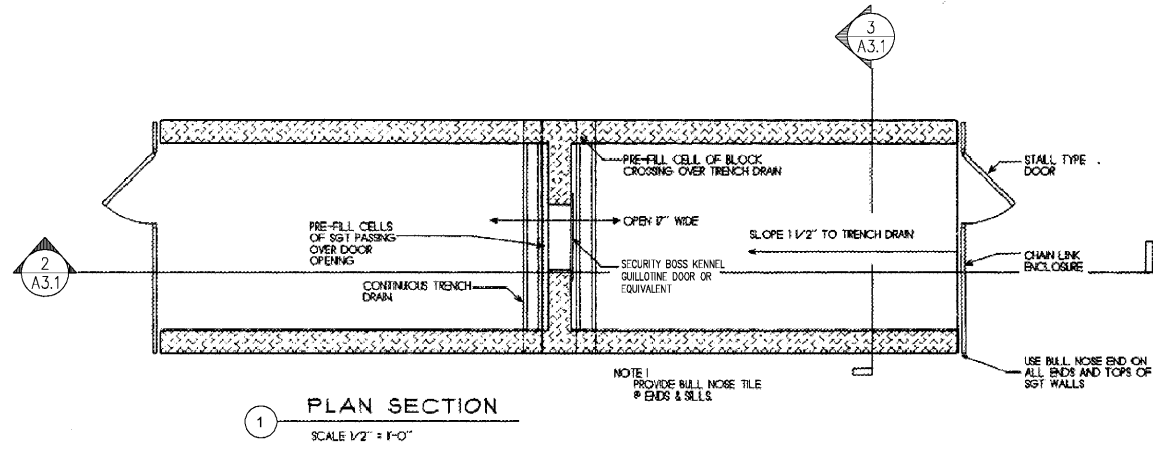 3
A3.1
PRE-FILL CELL OF BLOCK
CROSSING OVER TRENCH DRAIN
STALL TYPE
DOOR
PRE-FILL CELLS
OF SGT PASSING
OVER DOOR
OPENING
OPEN 17" WIDE
SLOPE 1 1/2" TO TRENCH DRAIN
2
A3.1
SECURITY BOSS KENNEL
GUILLOTINE DOOR OR
EQUIVALENT
CHAIN LINK
ENCLOSURE
CONTINUOUS TRENCH
DRAIN
NOTE!
PROVIDE BULL NOSE TILE
@ ENDS & SILLS.
USE BULL NOSE END ON
ALL ENDS AND TOPS OF
SGT WALLS
1
PLAN SECTION
SCALE 1/2" = 1'-0"